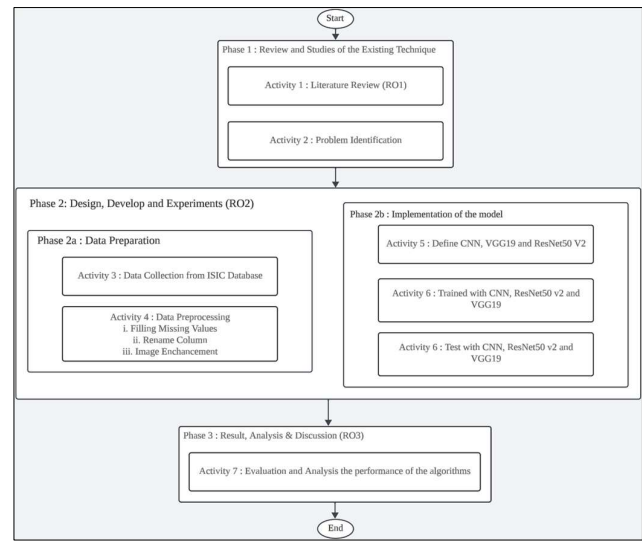 Start
Phase 1 : Review and Studies of the Existing Technique
Activity 1 : Literature Review (RO1)
Activity 2 : Problem Identification
Phase 2: Design, Develop and Experiments (RO2)
Phase 2a : Data Preparation
Activity 3 : Data Collection from ISIC Database
Activity 4 : Data Preprocessing
i. Filling Missing Values
ii. Rename Column
iii. Image Enchancement
Phase 2b : Implementation of the model
Activity 5 : Define CNN, VGG19 and ResNet50 V2
Activity 6 : Trained with CNN, ResNet50 v2 and
VGG19
Activity 6 : Test with CNN, ResNet50 v2 and
VGG19
Phase 3 : Result, Analysis & Discussion (RO3)
Activity 7 : Evaluation and Analysis the performance of the algorithms
End